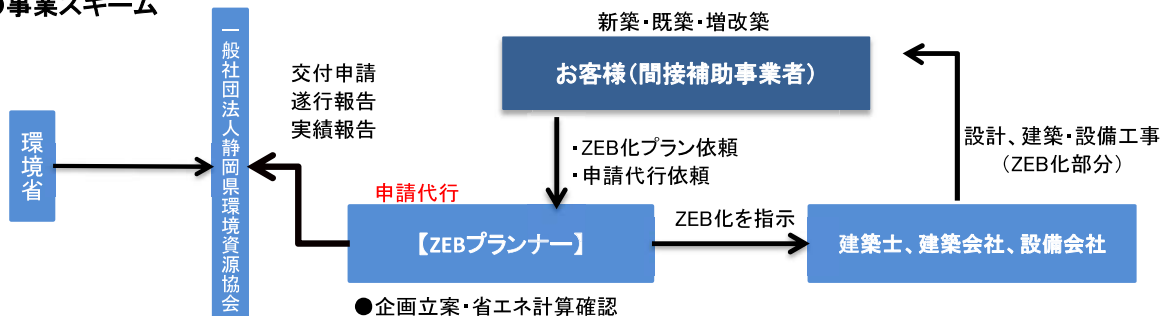 ●事業スキーム
新築・既築・増改築
お客様(間接補助事業者)
一般社団法人静岡県環境資源協会
環境省
交付申請
遂行報告
実績報告
・ZEB化プラン依頼
・申請代行依頼
設計、建築・設備工事
(ZEB化部分)
申請代行
【ZEBプランナー】
ZEB化を指示
建築士、建築会社、設備会社
●企画立案・省エネ計算確認